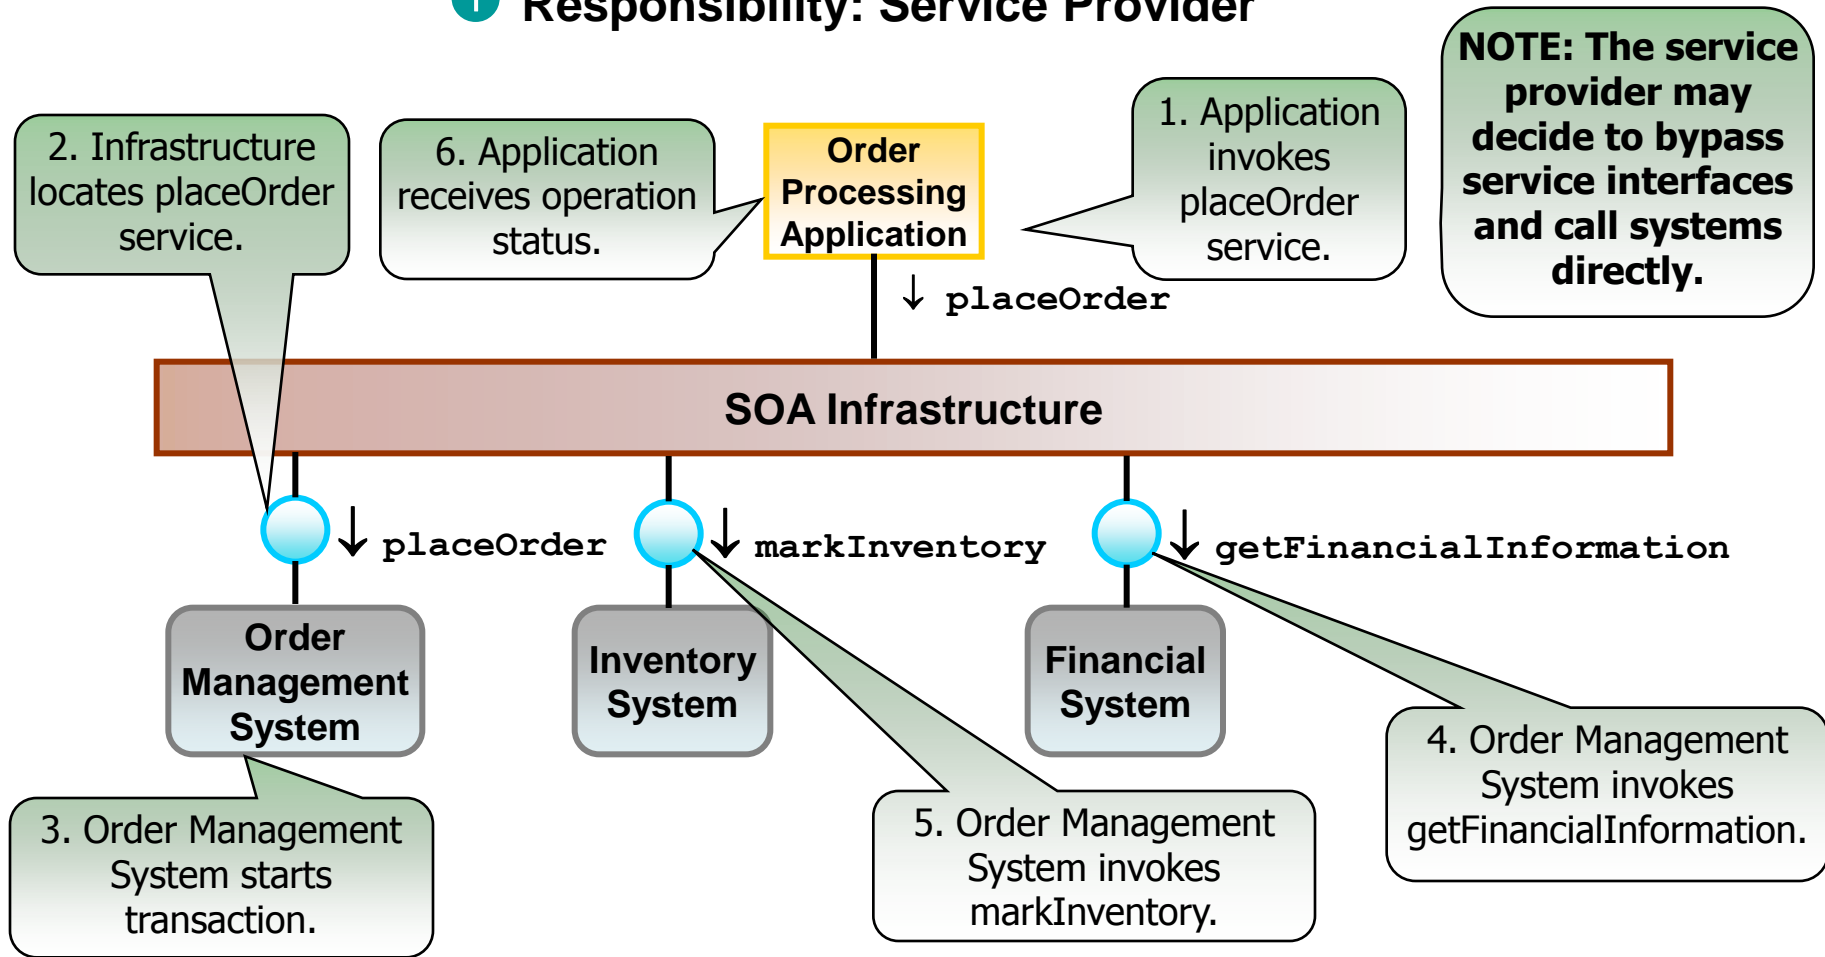 1 Responsibility: Service Provider
NOTE: The service
provider may
decide to bypass
service interfaces
and call systems
directly.
1. Application
invokes
placeOrder
service.
2. Infrastructure
locates placeOrder
service.
6. Application
receives operation
status.
Order
Processing
Application
↓ placeOrder
SOA Infrastructure
↓ placeOrder
↓ markInventory
↓ getFinancialInformation
Order
Management
System
Inventory
System
Financial
System
3. Order Management
System starts
transaction.
5. Order Management
System invokes
markInventory.
4. Order Management
System invokes
getFinancialInformation.